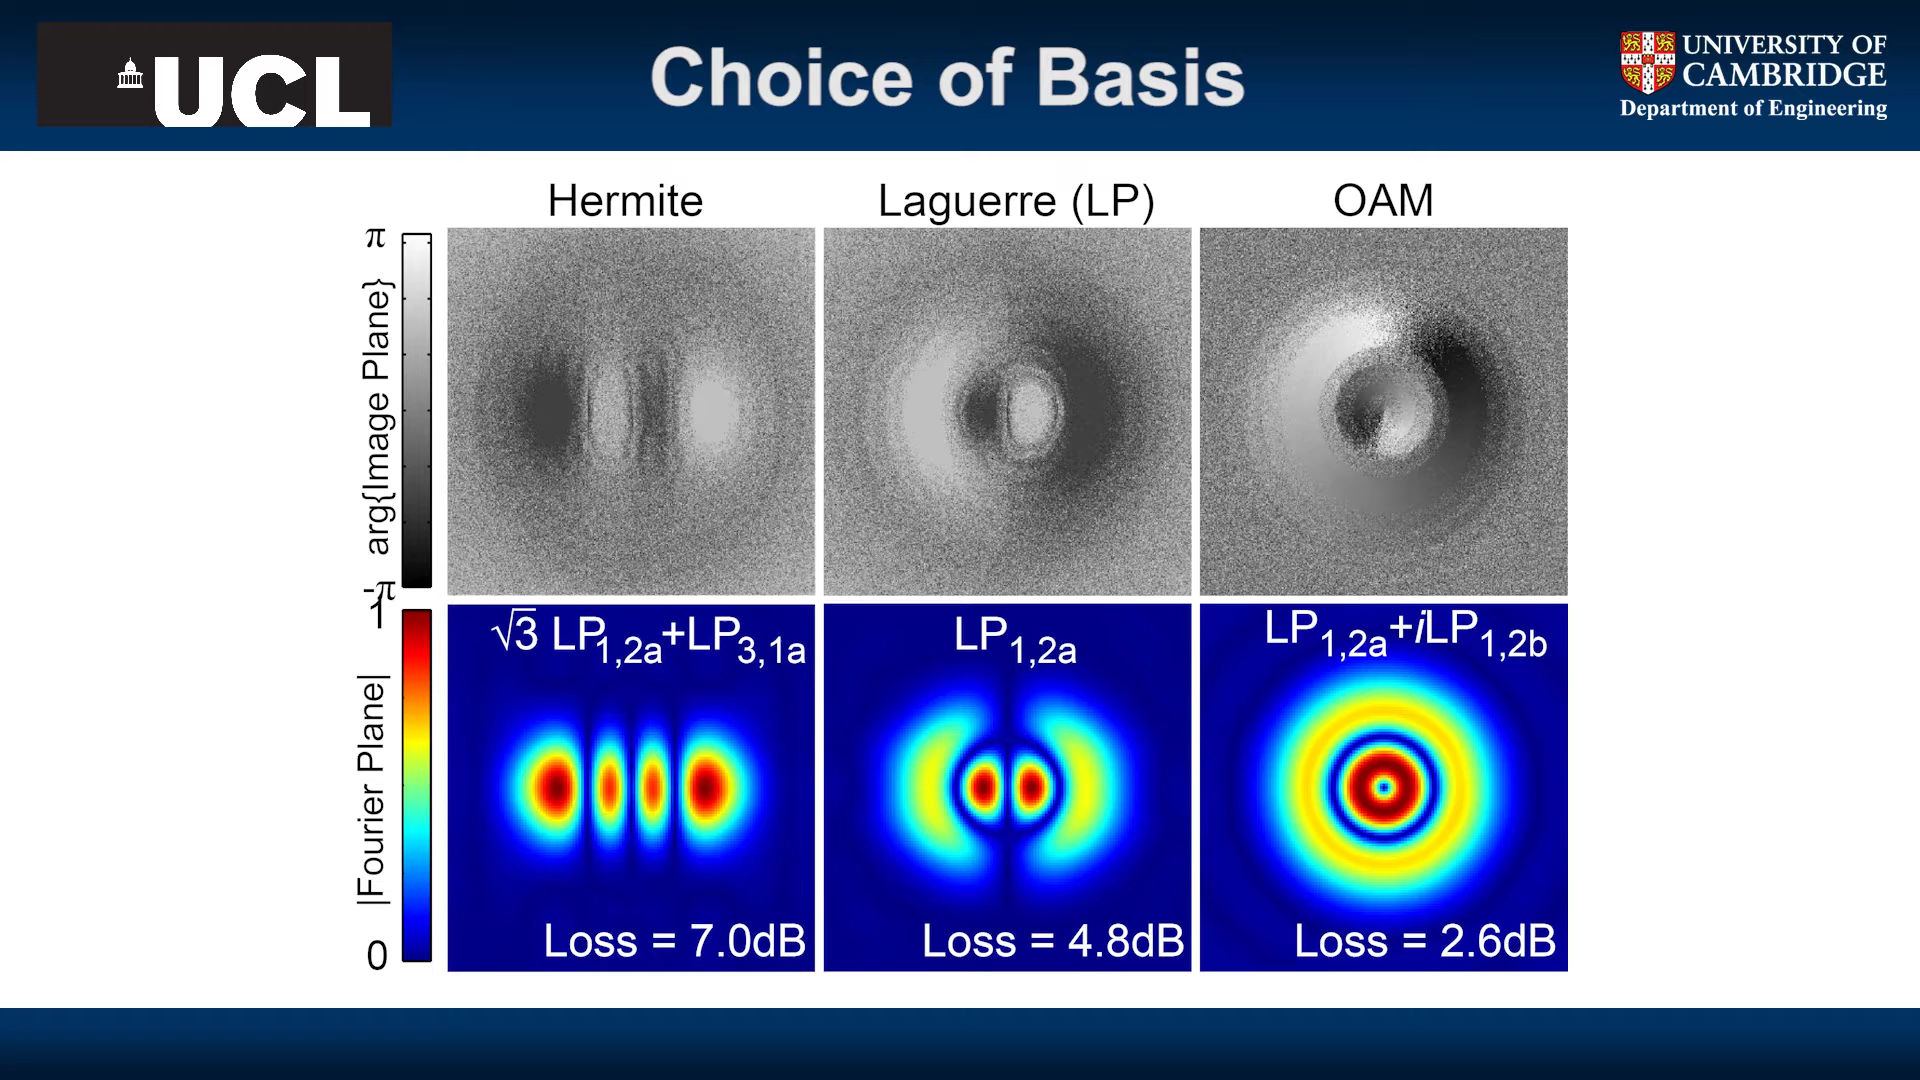 UCL
Choice of Basis
UNIVERSITY OF
CAMBRIDGE
Department of Engineering
Hermite
Laguerre (LP)
OAM
π
arg{Image Plane}
-π
√3 LP1,2a+LP3,1a
LP1,2a
LP1,2a+iLP1,2b
1
|Fourier Plane|
0
Loss = 7.0dB
Loss = 4.8dB
Loss = 2.6dB